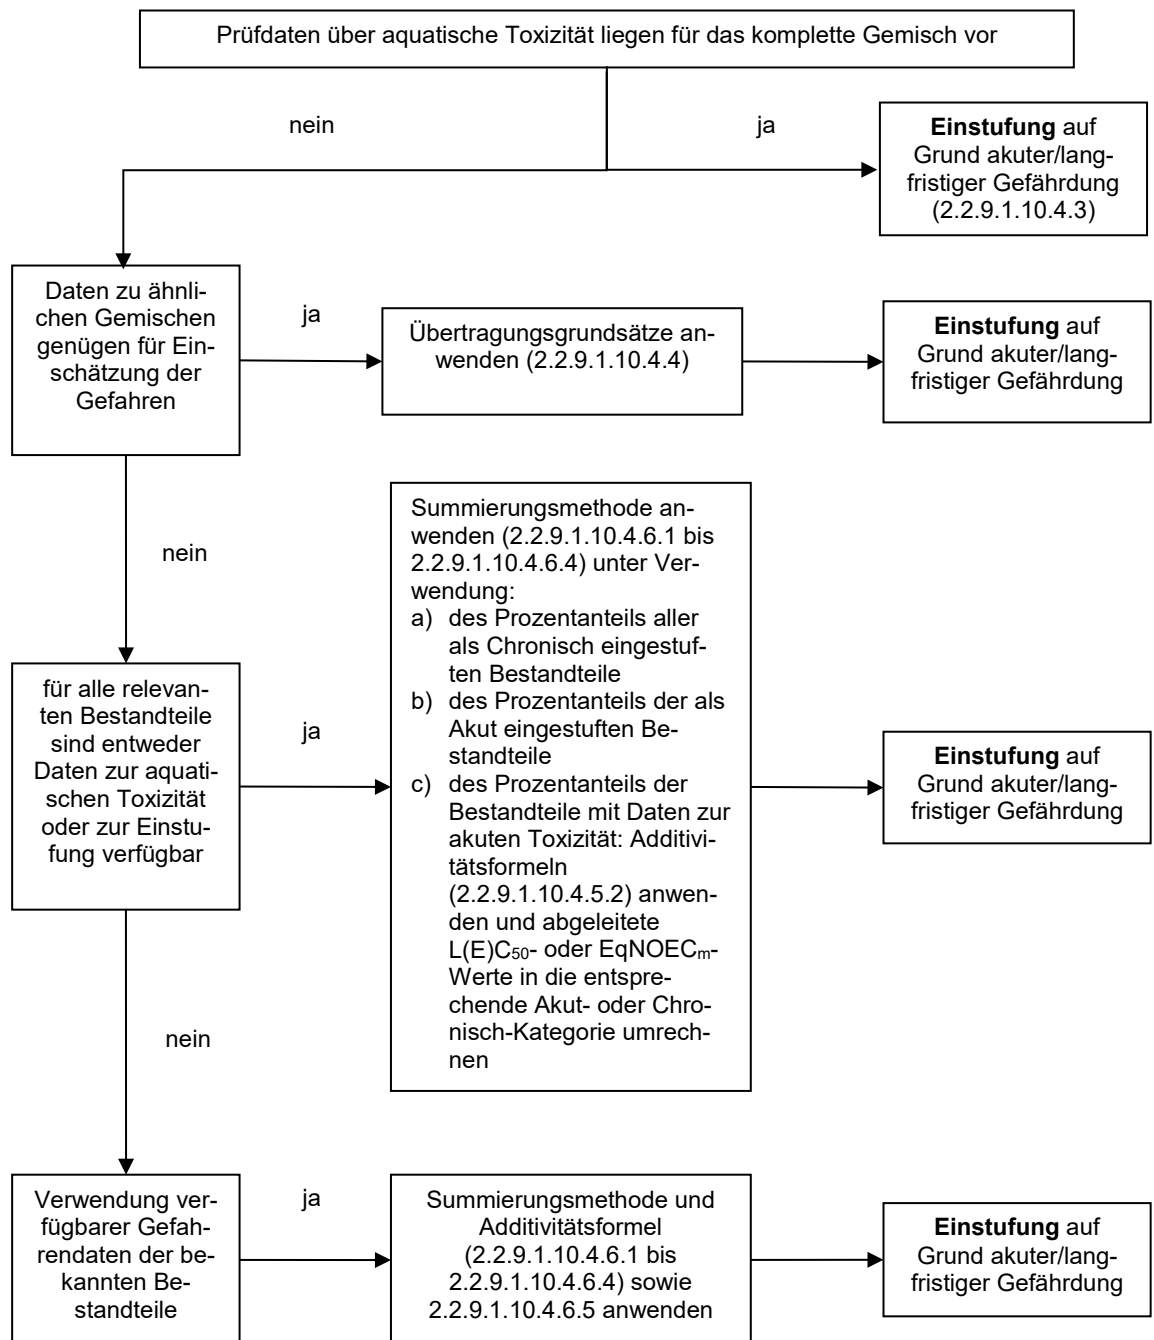 Prüfdaten über aquatische Toxizität liegen für das komplette Gemisch vor
nein
ja
Einstufung auf
Grund akuter/lang-
fristiger Gefährdung
(2.2.9.1.10.4.3)
Daten zu ähnli-
chen Gemischen
genügen für Ein-
schätzung der
Gefahren
ja
Übertragungsgrundsätze an-
wenden (2.2.9.1.10.4.4)
Einstufung auf
Grund akuter/lang-
fristiger Gefährdung
nein
für alle relevan-
ten Bestandteile
sind entweder
Daten zur aquati-
schen Toxizität
oder zur Einstu-
fung verfügbar
ja
Summierungsmethode an-
wenden (2.2.9.1.10.4.6.1 bis
2.2.9.1.10.4.6.4) unter Ver-
wendung:
a) des Prozentanteils aller
als Chronisch eingestuf-
ten Bestandteile
b) des Prozentanteils der als
Akut eingestuften Be-
standteile
c) des Prozentanteils der
Bestandteile mit Daten zur
akuten Toxizität: Additivi-
tätsformeln
(2.2.9.1.10.4.5.2) anwen-
den und abgeleitete
L(E)C50- oder EqNOECm-
Werte in die entspre-
chende Akut- oder Chro-
nisch-Kategorie umrech-
nen
Einstufung auf
Grund akuter/lang-
fristiger Gefährdung
nein
Verwendung ver-
fügbarer Gefah-
rendaten der be-
kannten Be-
standteile
ja
Summierungsmethode und
Additivitätsformel
(2.2.9.1.10.4.6.1 bis
2.2.9.1.10.4.6.4) sowie
2.2.9.1.10.4.6.5 anwenden
Einstufung auf
Grund akuter/lang-
fristiger Gefährdung